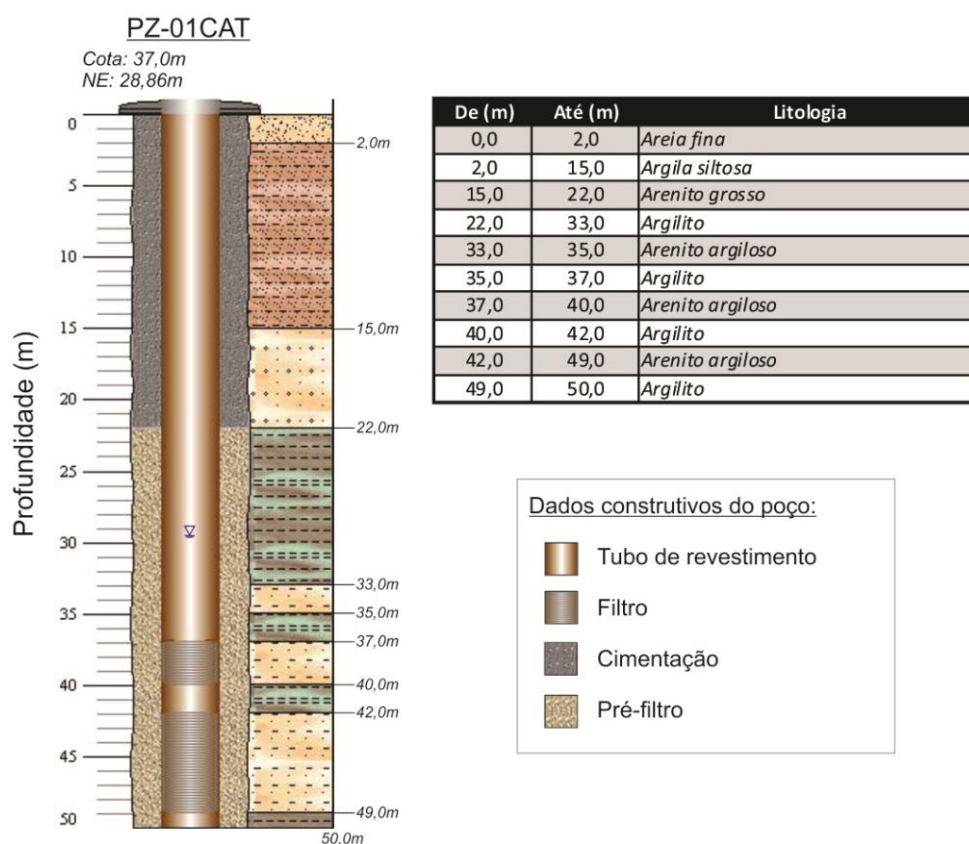 PZ-01CAT
Cota: 37,0m
NE: 28,86m
Profundidade (m)
0
5
10
15
20
25
30
35
40
45
50
2,0m
15,0m
22,0m
33,0m
35,0m
37,0m
40,0m
42,0m
49,0m
50,0m
De (m) Até (m) Litologia
0,0 2,0 Areia fina
2,0 15,0 Argila siltosa
15,0 22,0 Arenito grosso
22,0 33,0 Argilito
33,0 35,0 Arenito argiloso
35,0 37,0 Argilito
37,0 40,0 Arenito argiloso
40,0 42,0 Argilito
42,0 49,0 Arenito argiloso
49,0 50,0 Argilito
Dados construtivos do poço:
Tubo de revestimento
Filtro
Cimentação
Pré-filtro